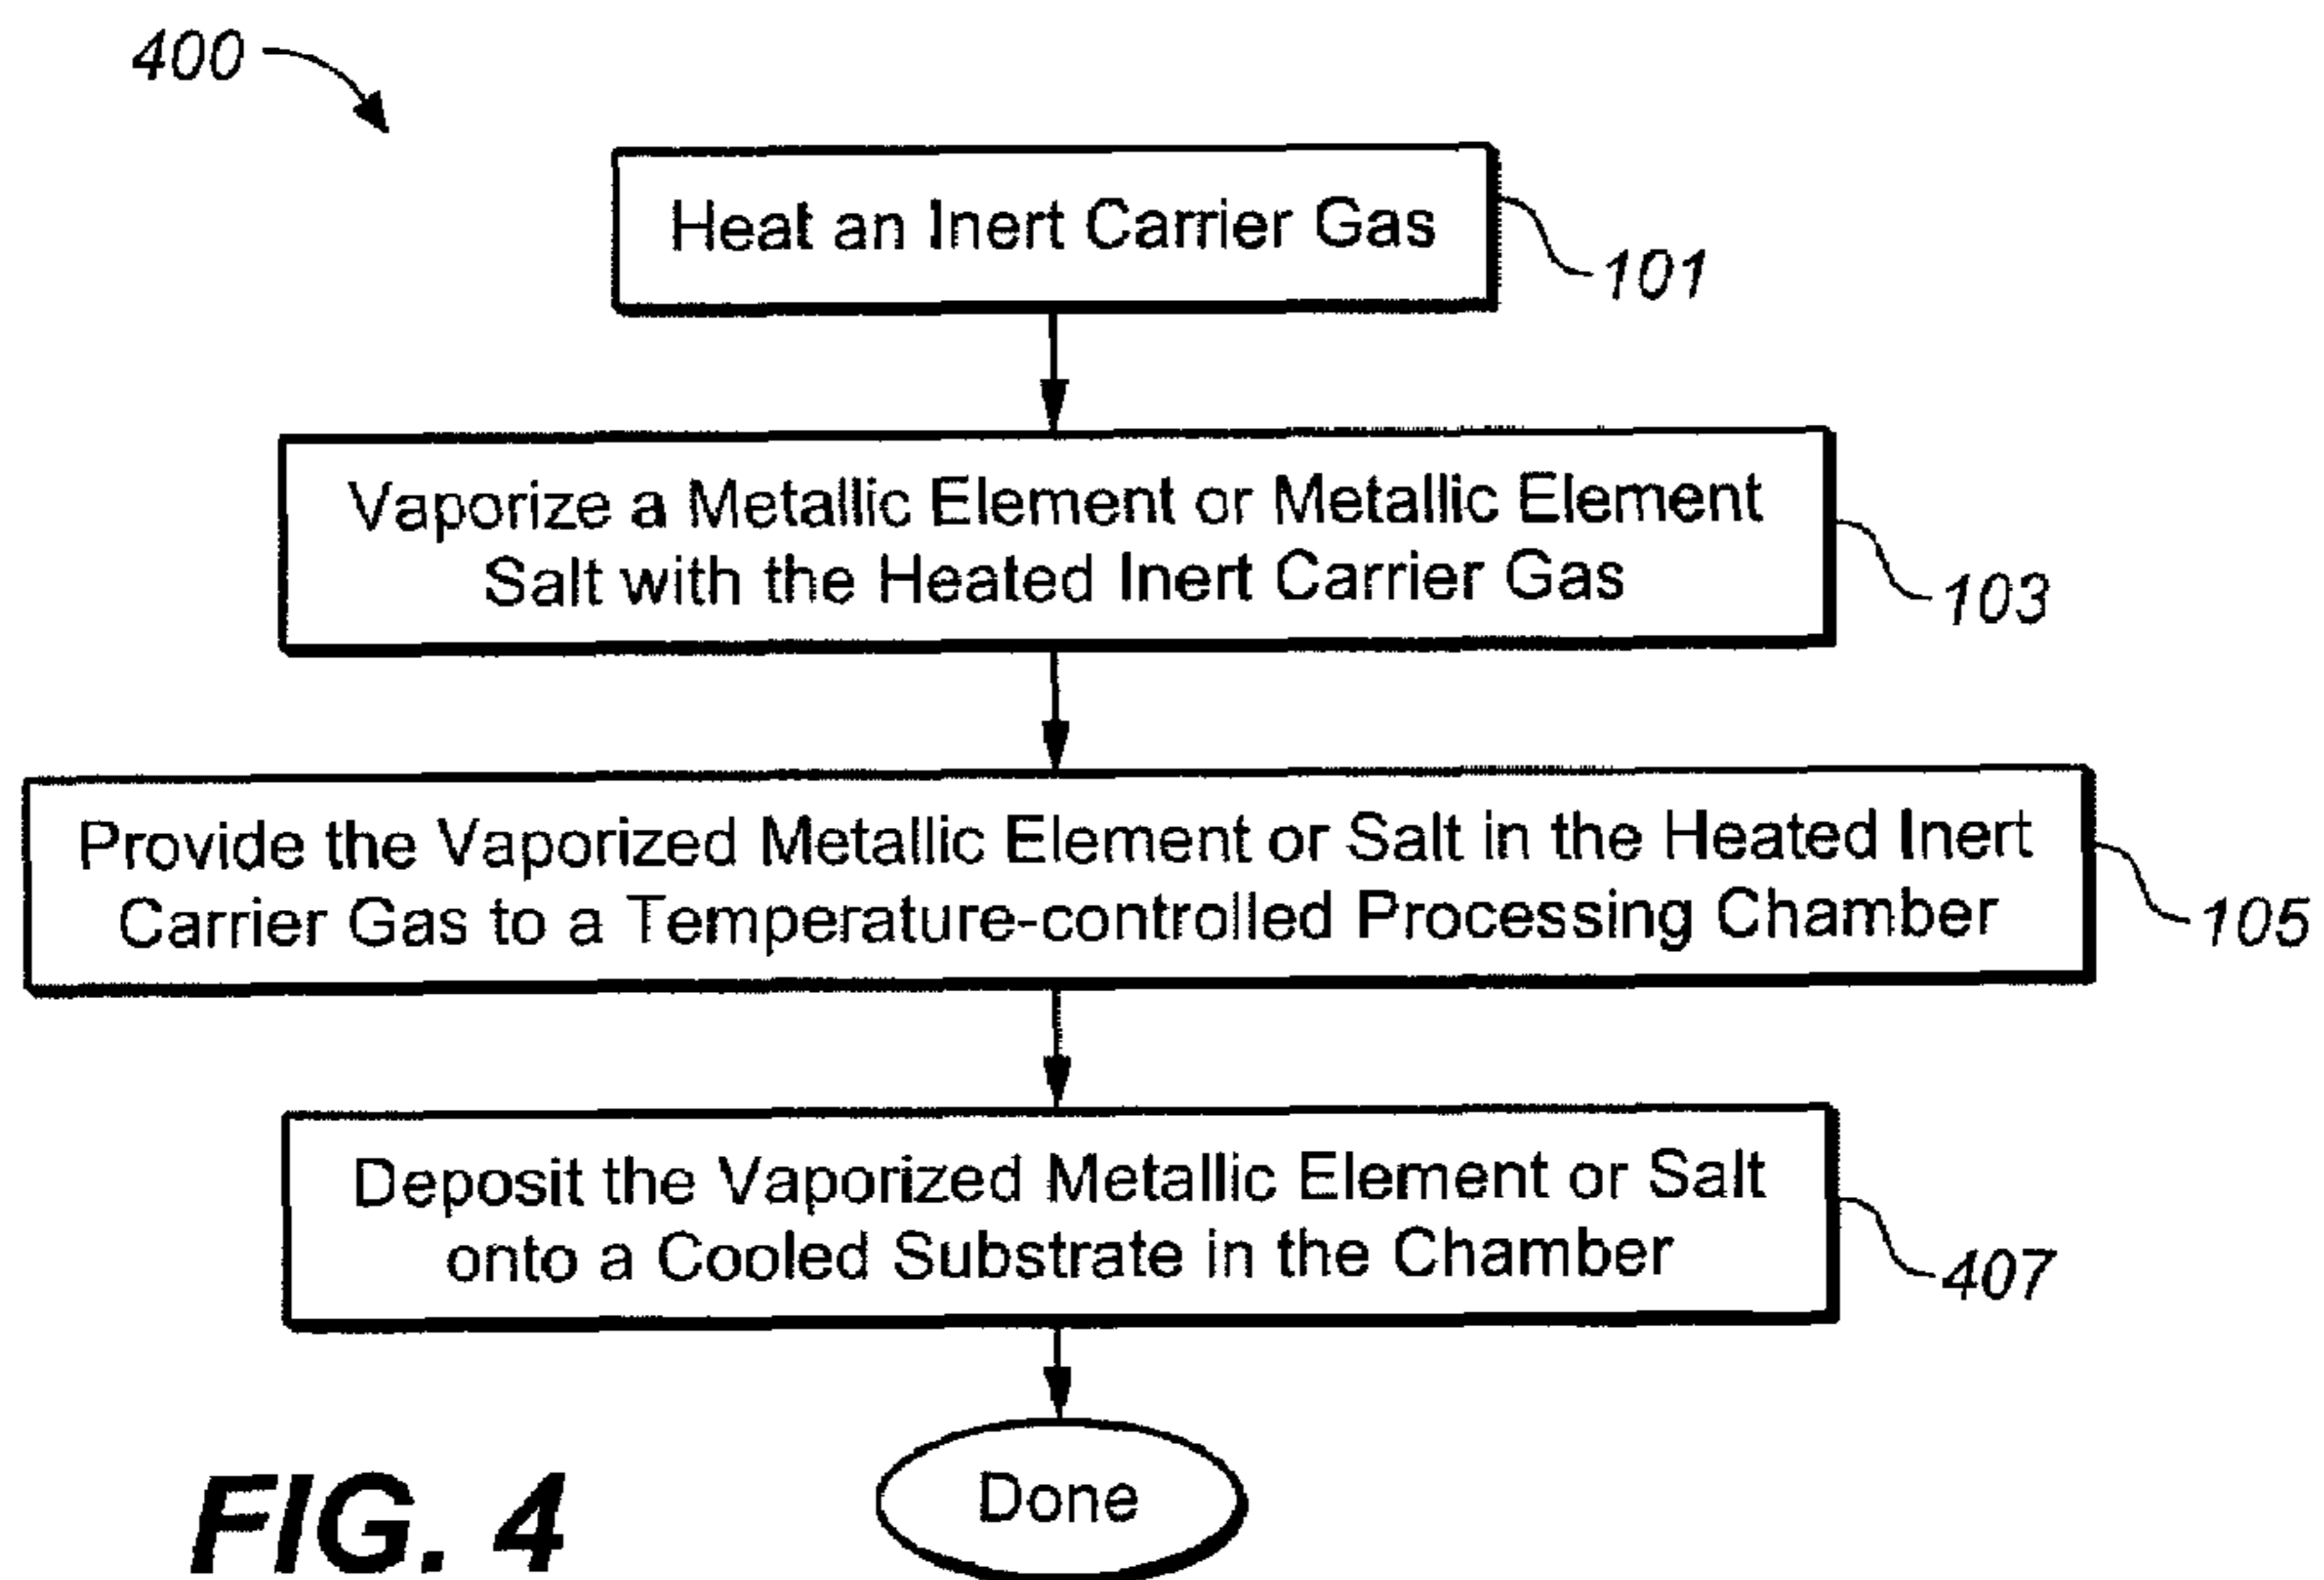 400
Heat an Inert Carrier Gas
101
Vaporize a Metallic Element or Metallic Element
Salt with the Heated Inert Carrier Gas
103
Provide the Vaporized Metallic Element or Salt in the Heated Inert
Carrier Gas to a Temperature-controlled Processing Chamber
105
Deposit the Vaporized Metallic Element or Salt
onto a Cooled Substrate in the Chamber
407
Done
FIG. 4